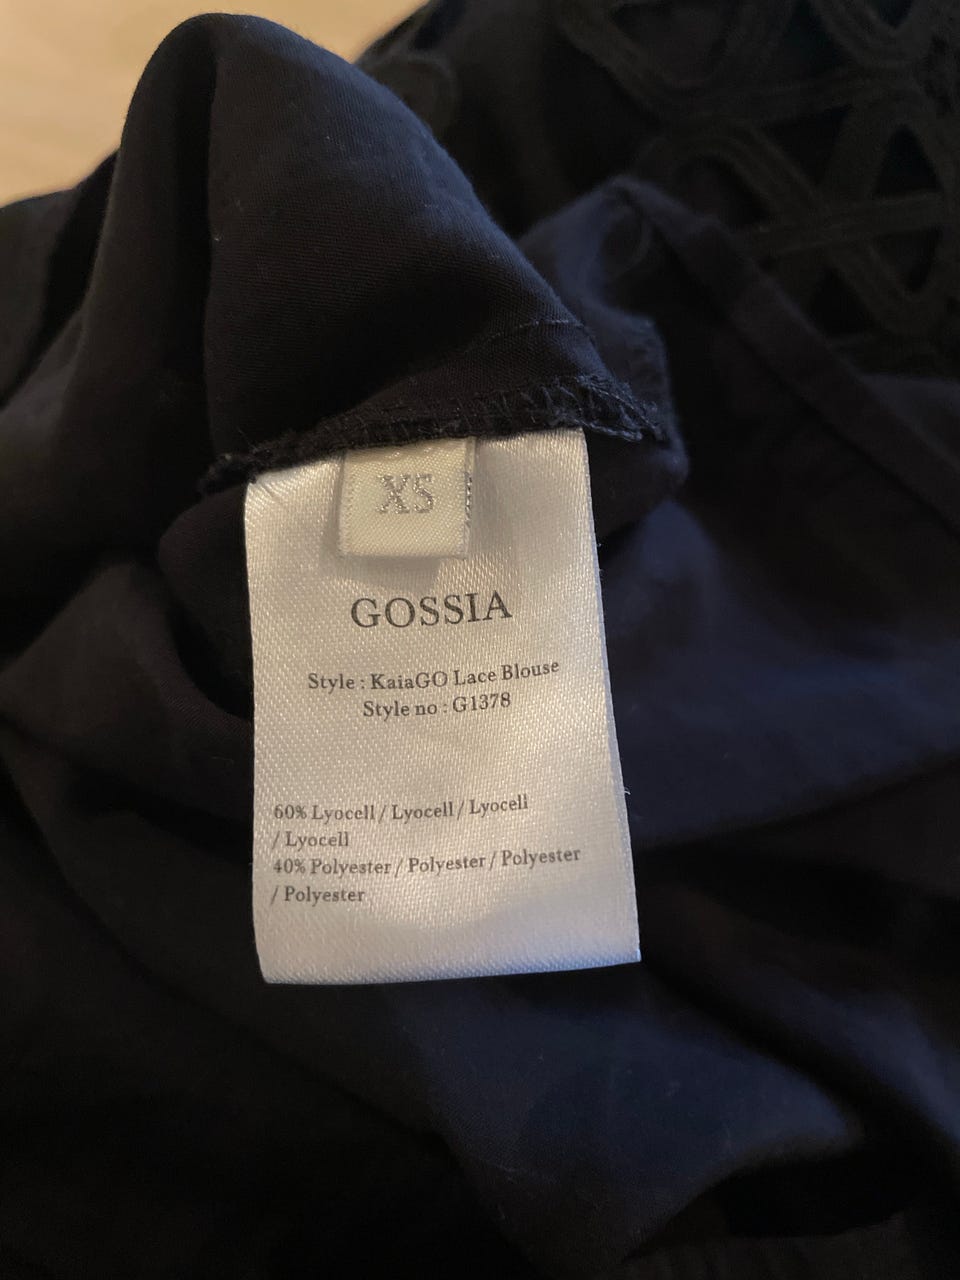 XS
GOSSIA
Style : KaiaGO Lace Blouse
Style no : G1378
60% Lyocell / Lyocell / Lyocell
/ Lyocell
40% Polyester / Polyester / Polyester
/ Polyester